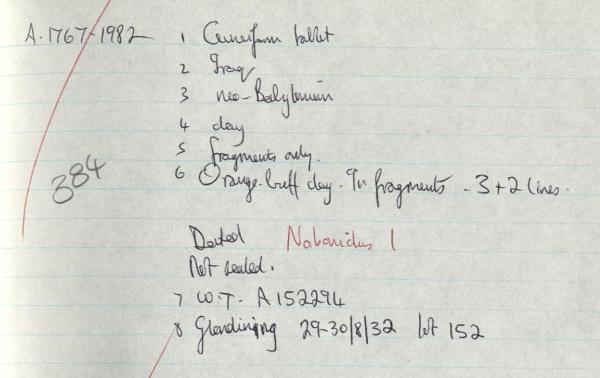 A.1767-1982 1 Cuneiform tablet
2 Iraq
3 neo-Babylonian
4 clay
5 fragments only.
6 Orange-buff clay. In fragments - 3+2 lines.
384
Dated Nabonidus 1
Not sealed.
7 W.T. A152294
8 Glendining 29-30/8/32 lot 152